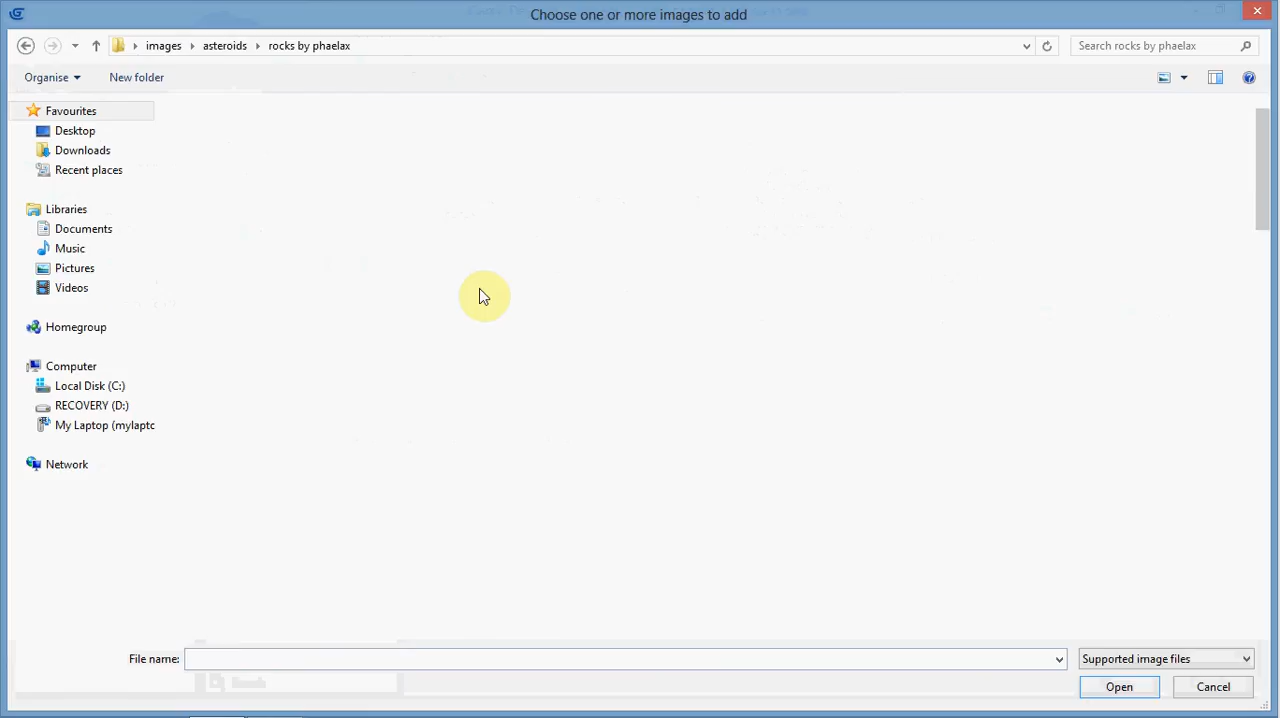 Choose one or more images to add
images asteroids rocks by phaelax Search rocks by phaelax
Organise New folder
Favourites
Desktop
Downloads
Recent places
Libraries
Documents
Music
Pictures
Videos
Homegroup
Computer
Local Disk (C:)
RECOVERY (D:)
My Laptop (mylaptc
Network
File name: Supported image files
Open Cancel